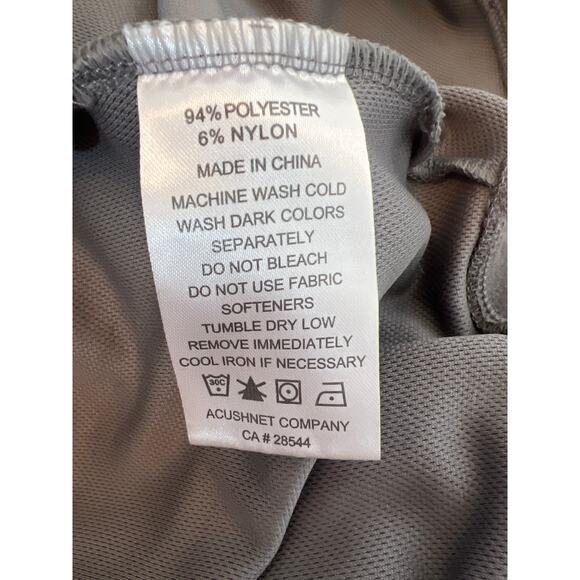 94% POLYESTER
6% NYLON
MADE IN CHINA
MACHINE WASH COLD
WASH DARK COLORS
SEPARATELY
DO NOT BLEACH
DO NOT USE FABRIC
SOFTENERS
TUMBLE DRY LOW
REMOVE IMMEDIATELY
COOL IRON IF NECESSARY
30C
ACUSHNET COMPANY
CA # 28544